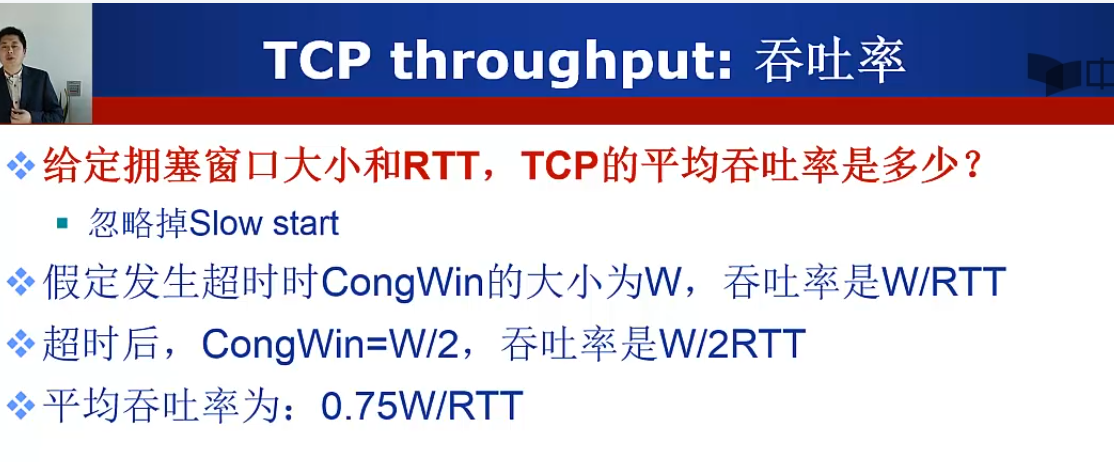 TCP throughput: 吞吐率
中
给定拥塞窗口大小和RTT，TCP的平均吞吐率是多少？
忽略掉Slow start
假定发生超时时CongWin的大小为W，吞吐率是W/RTT
超时后，CongWin=W/2，吞吐率是W/2RTT
平均吞吐率为：0.75W/RTT